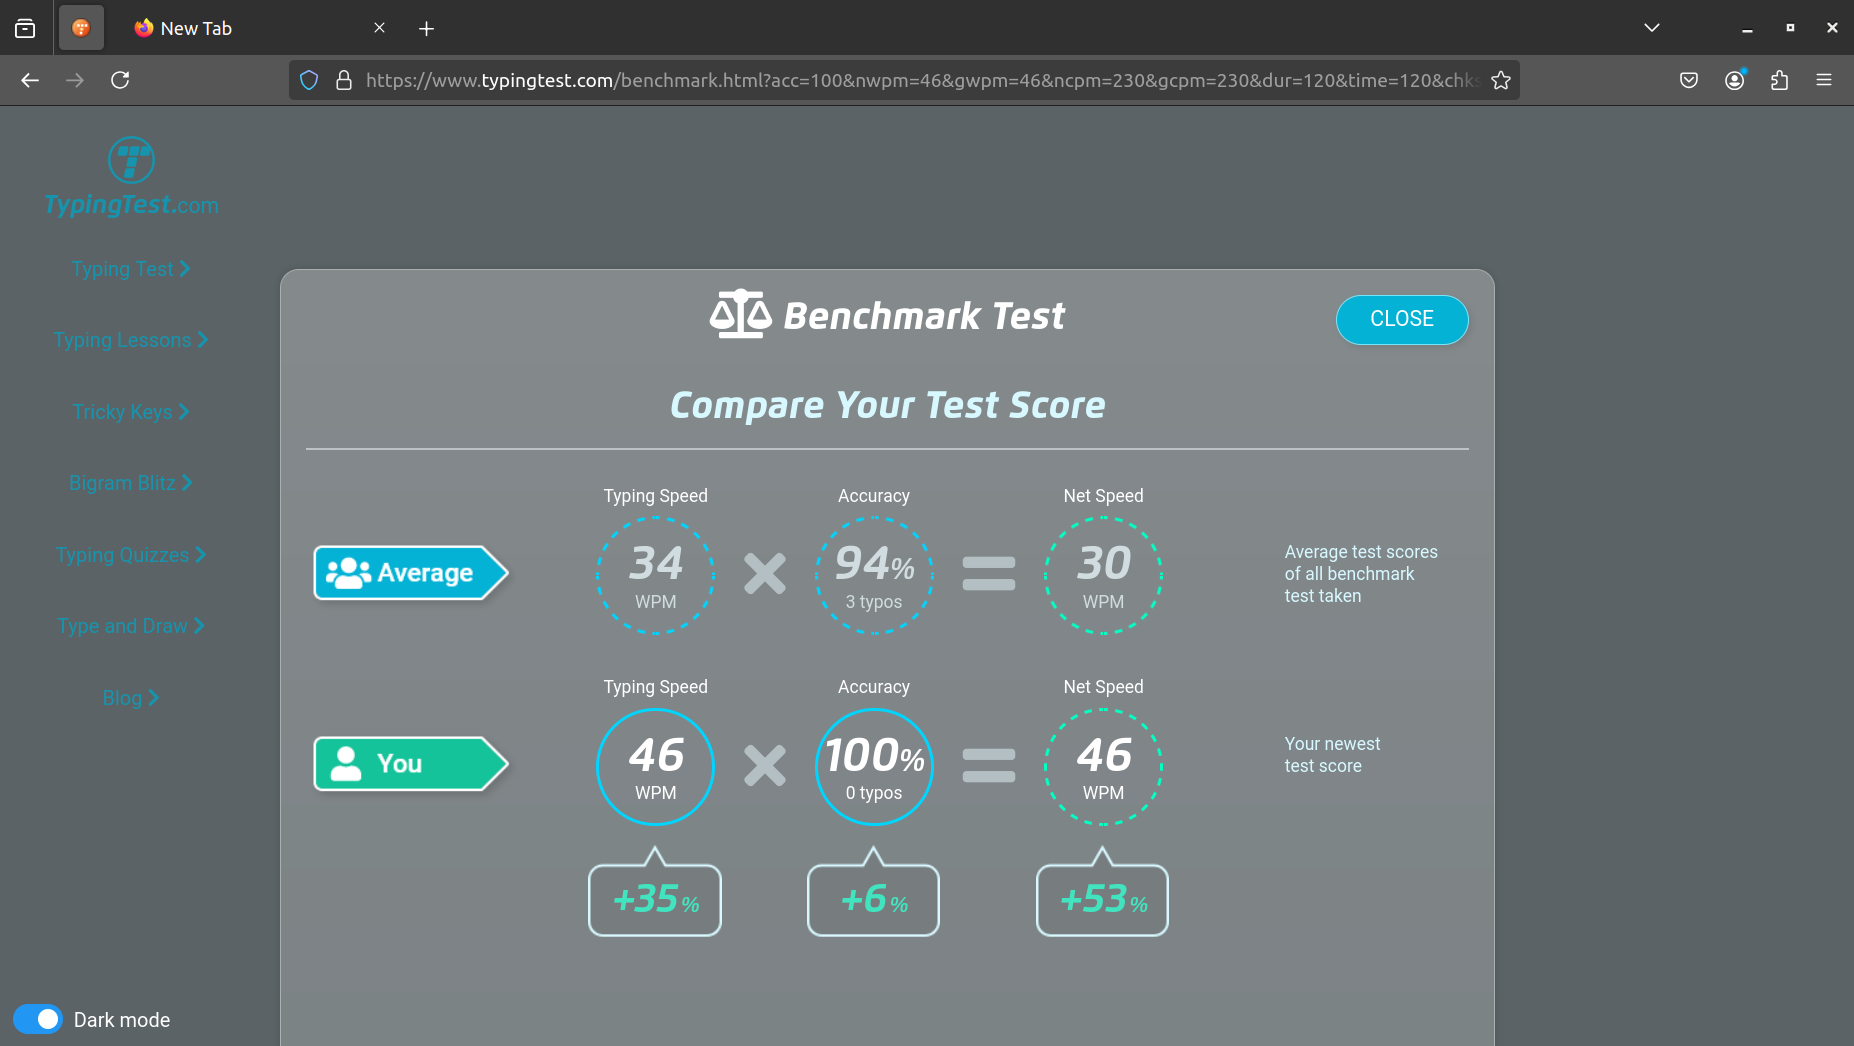 New Tab
https://www.typingtest.com/benchmark.html?acc=100&nwpm=46&gwpm=46&ncpm=230&gcpm=230&dur=120&time=120&chks
TypingTest.com
Typing Test
Typing Lessons
Tricky Keys
Bigram Blitz
Typing Quizzes
Type and Draw
Blog
Dark mode
Benchmark Test
CLOSE
Compare Your Test Score
Typing Speed Accuracy Net Speed
Average
34 94% 30
WPM 3 typos WPM
Average test scores
of all benchmark
test taken
Typing Speed Accuracy Net Speed
You
46 100% 46
WPM 0 typos WPM
Your newest
test score
+35% +6% +53%